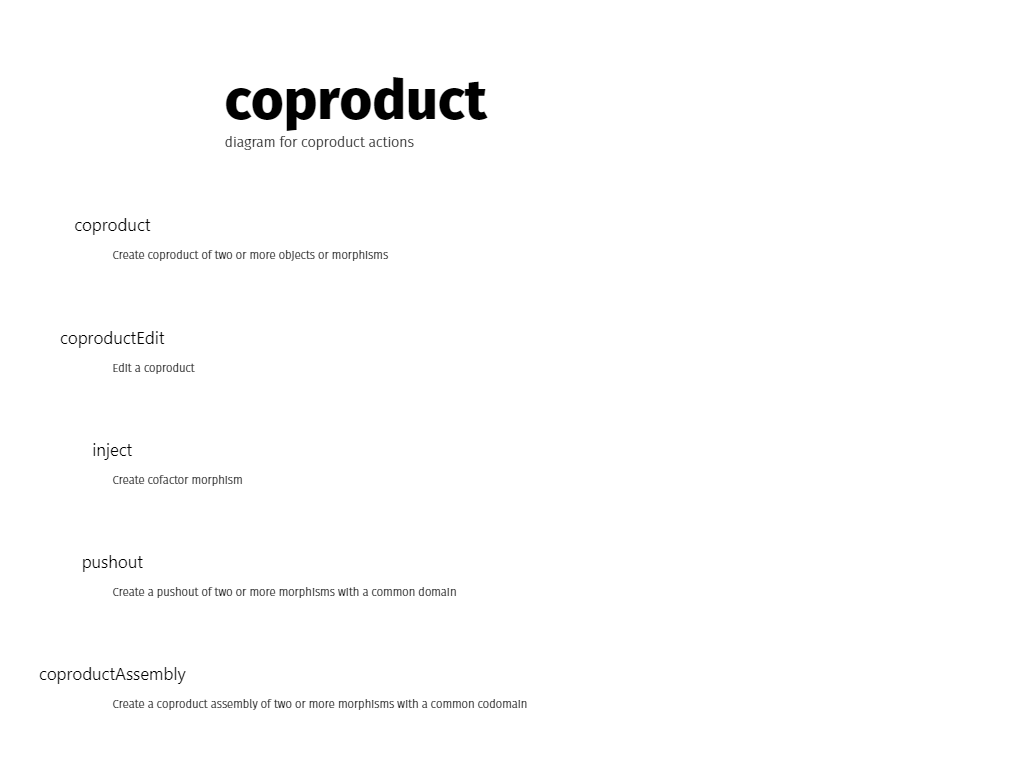 coproduct
diagram for coproduct actions
coproduct
Create coproduct of two or more objects or morphisms
coproductEdit
Edit a coproduct
inject
Create cofactor morphism
pushout
Create a pushout of two or more morphisms with a common domain
coproductAssembly
Create a coproduct assembly of two or more morphisms with a common codomain